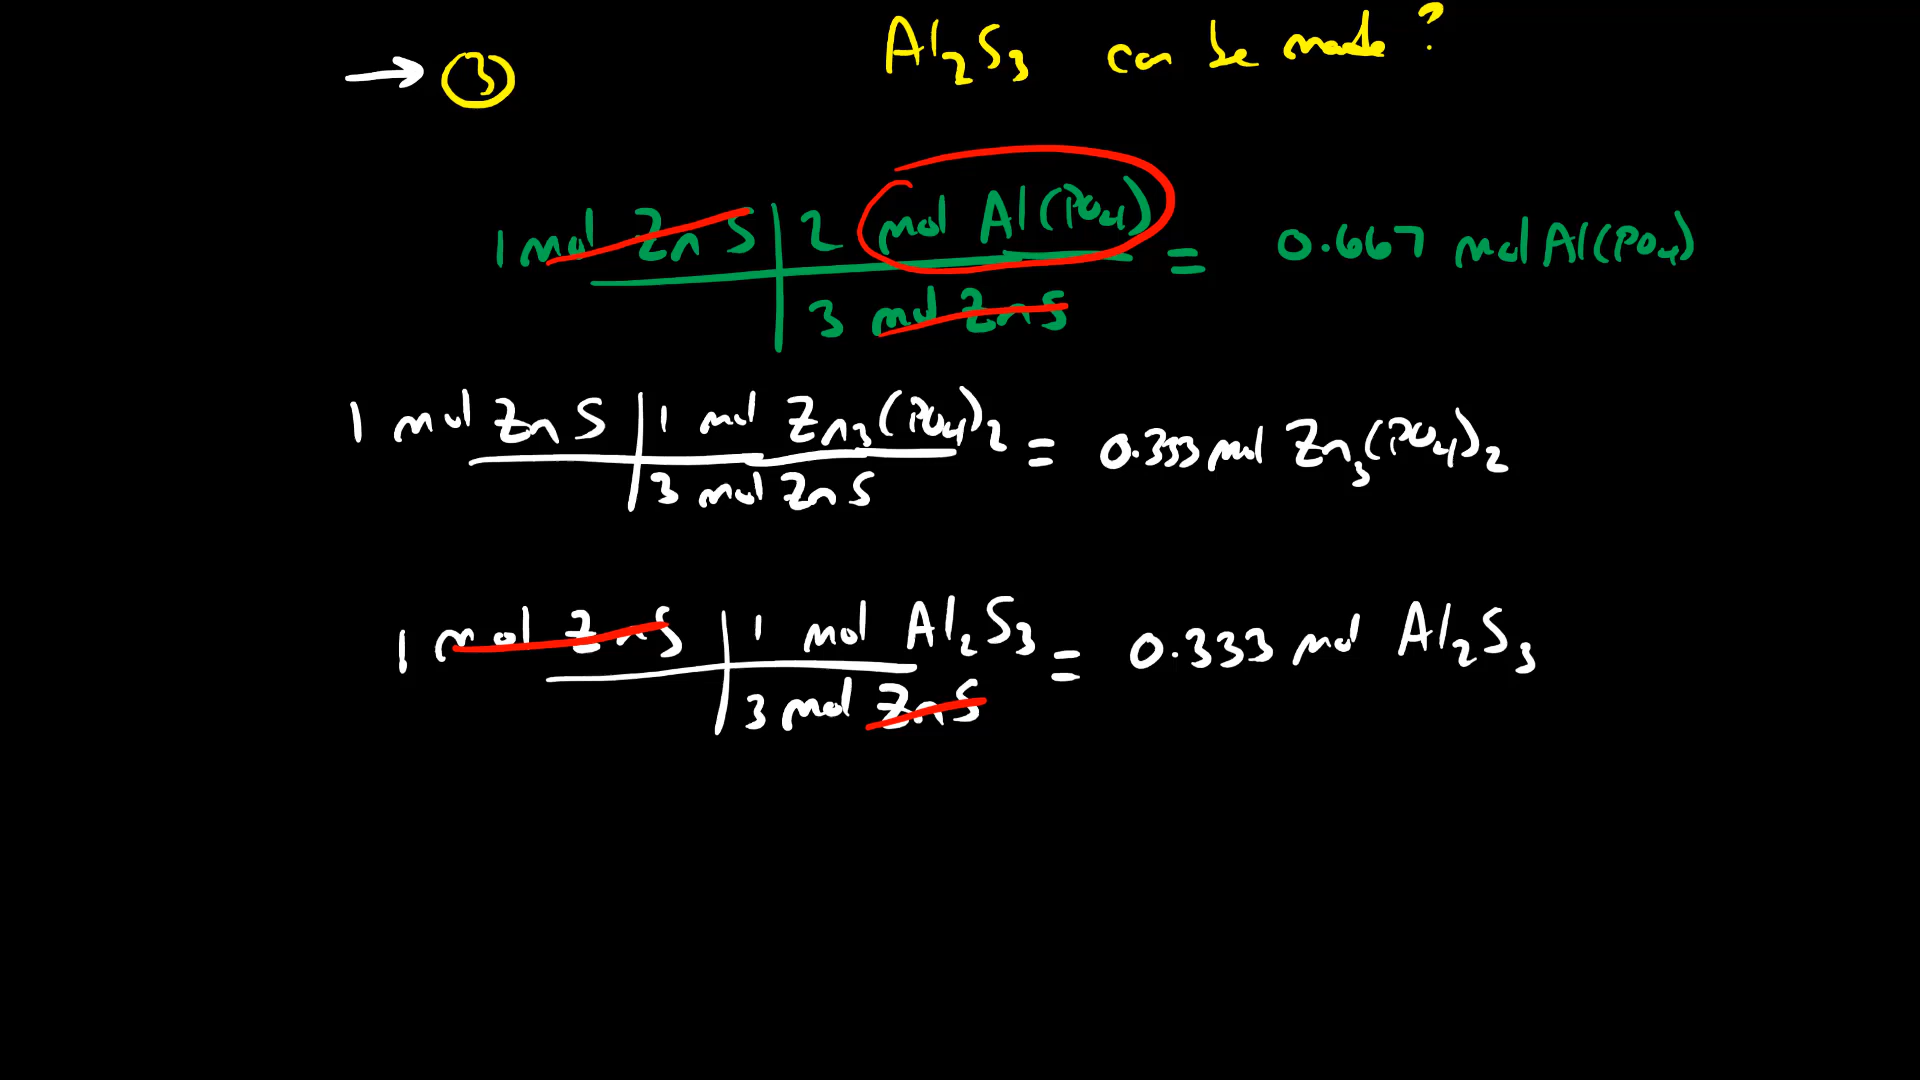 Al₂S₃ can be made?
→ ③
1 mol ZnS | 2 mol Al(PO₄) = 0.667 mol Al(PO₄)
3 mol ZnS
1 mol ZnS | 1 mol Zn₃(PO₄)₂ = 0.333 mol Zn₃(PO₄)₂
3 mol ZnS
1 mol ZnS | 1 mol Al₂S₃ = 0.333 mol Al₂S₃
3 mol ZnS